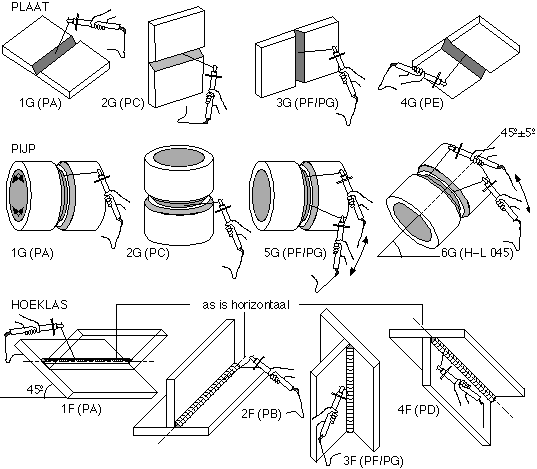 PLAAT
1G (PA)
2G (PC)
3G (PF/PG)
4G (PE)
PIJP
45º±5º
1G (PA)
2G (PC)
5G (PF/PG)
6G (H–L 045)
HOEKLAS
as is horizontaal
45º
1F (PA)
2F (PB)
3F (PF/PG)
4F (PD)